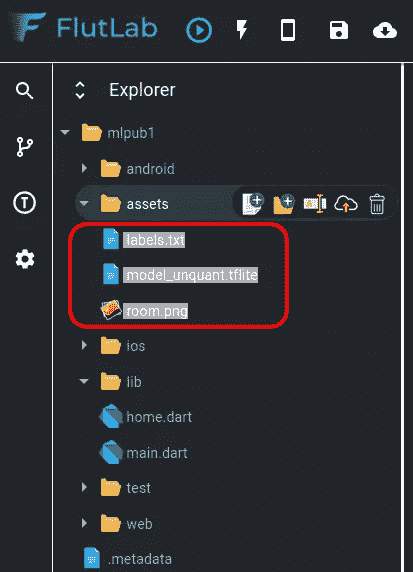 FlutLab
Explorer
mlpub1
android
assets
labels.txt
model_unquant.tflite
room.png
ios
lib
home.dart
main.dart
test
web
.metadata